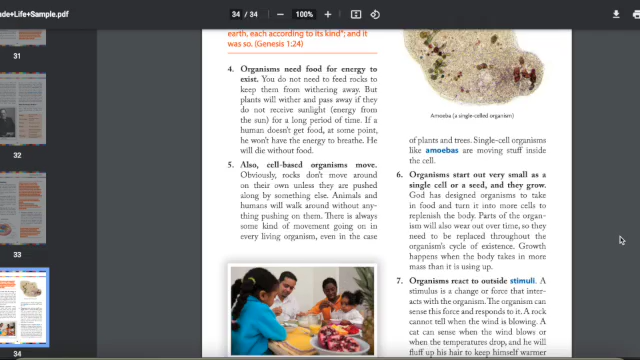 ude+Life+Sample.pdf
34 / 34
100%
31
32
33
34
earth, each according to its kind"; and it
was so. (Genesis 1:24)
4. Organisms need food for energy to
exist. You do not need to feed rocks to
keep them from withering away.
But plants will wither and pass away if they
do not receive sunlight (energy from
the sun) for a long period of time. If
a human doesn't get food, at some point,
he won't have the energy to breathe. He
will die without food.
5. Also, cell-based organisms move.
Obviously, rocks don't move around
on their own unless they are pushed
along by something else. Animals and
humans will walk around without any-
thing pushing on them. There is always
some kind of movement going on in
every living organism, even in the case
Amoeba (a single-celled organism)
of plants and trees. Single-cell organisms
like amoebas are moving stuff inside
the cell.
6. Organisms start out very small as a
single cell or a seed, and they grow.
God has designed organisms to take
in food and turn it into more cells to
replenish the body. Parts of the organ-
ism will also wear out over time, so they
need to be replaced throughout the
organism's cycle of existence. Growth
happens when the body takes in more
mass than it is using up.
7. Organisms react to outside stimuli. A
stimulus is a change or force that inter-
acts with the organism. The organism can
sense this force and responds to it. A rock
cannot tell when the wind is blowing. A
cat can sense when the wind blows or
when the temperatures drop, and he will
fluff up his hair to keep himself warmer